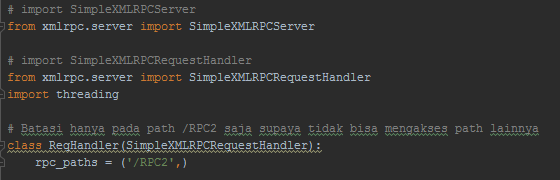 # import SimpleXMLRPCServer
from xmlrpc.server import SimpleXMLRPCServer
# import SimpleXMLRPCRequestHandler
from xmlrpc.server import SimpleXMLRPCRequestHandler
import threading
# Batasi hanya pada path /RPC2 saja supaya tidak bisa mengakses path lainnya
class ReqHandler(SimpleXMLRPCRequestHandler):
rpc_paths = ('/RPC2',)